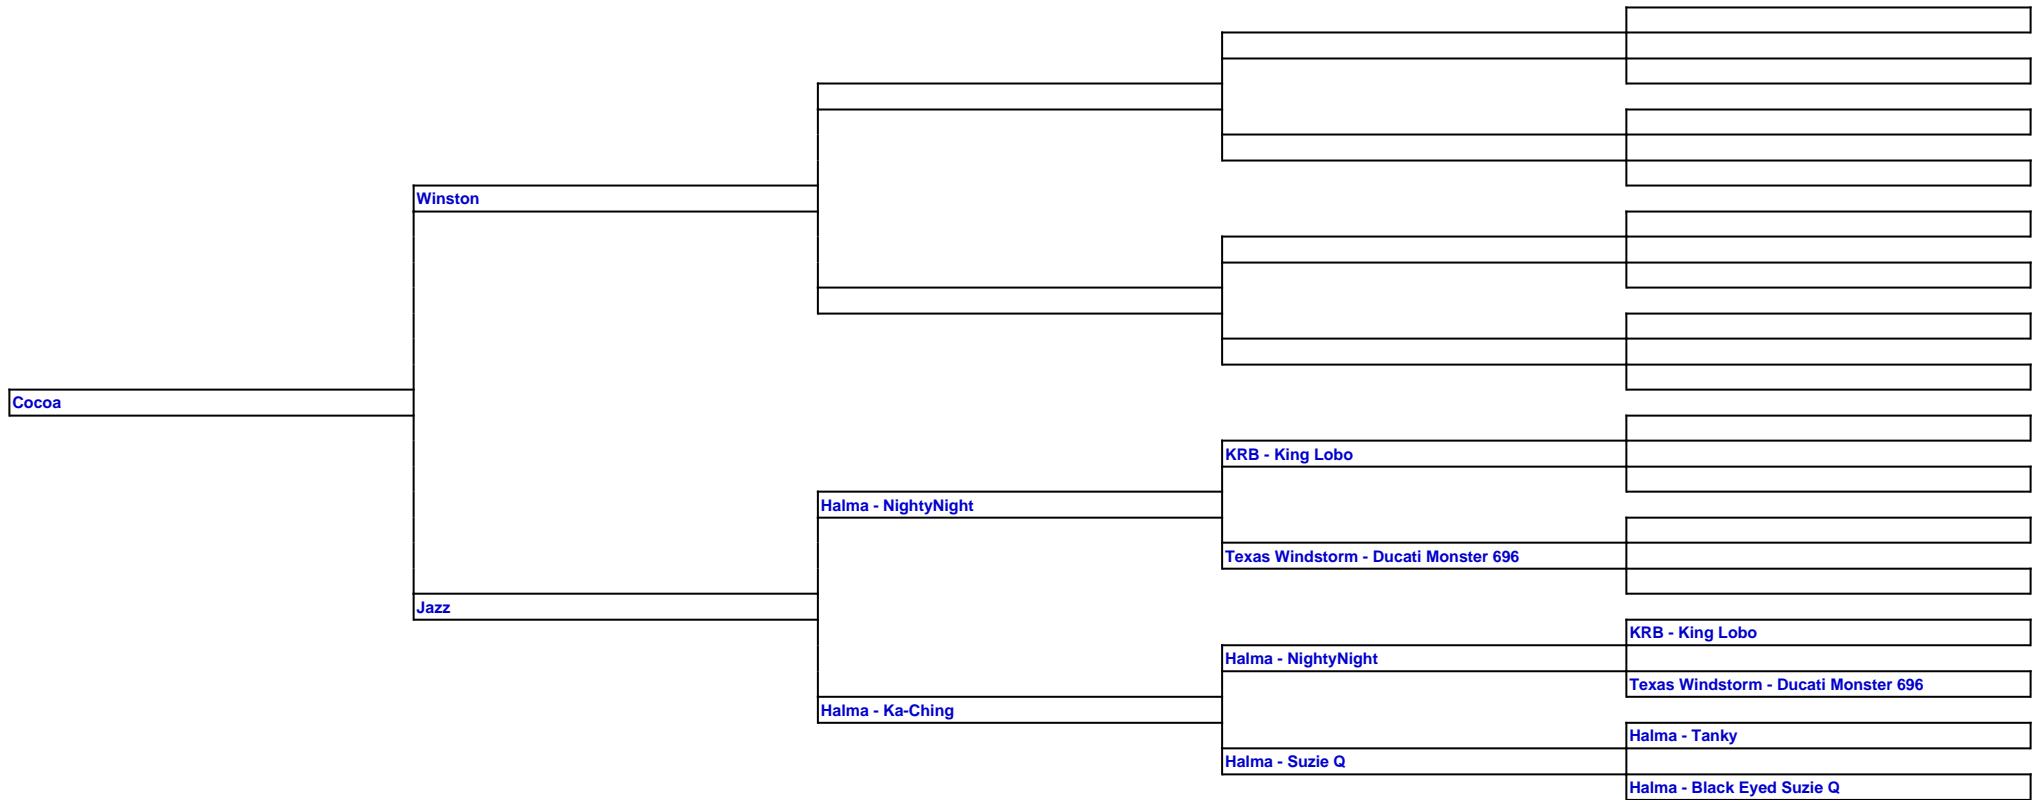 Winston
Cocoa
KRB - King Lobo
Halma - NightyNight
Texas Windstorm - Ducati Monster 696
Jazz
KRB - King Lobo
Halma - NightyNight
Texas Windstorm - Ducati Monster 696
Halma - Ka-Ching
Halma - Tanky
Halma - Suzie Q
Halma - Black Eyed Suzie Q